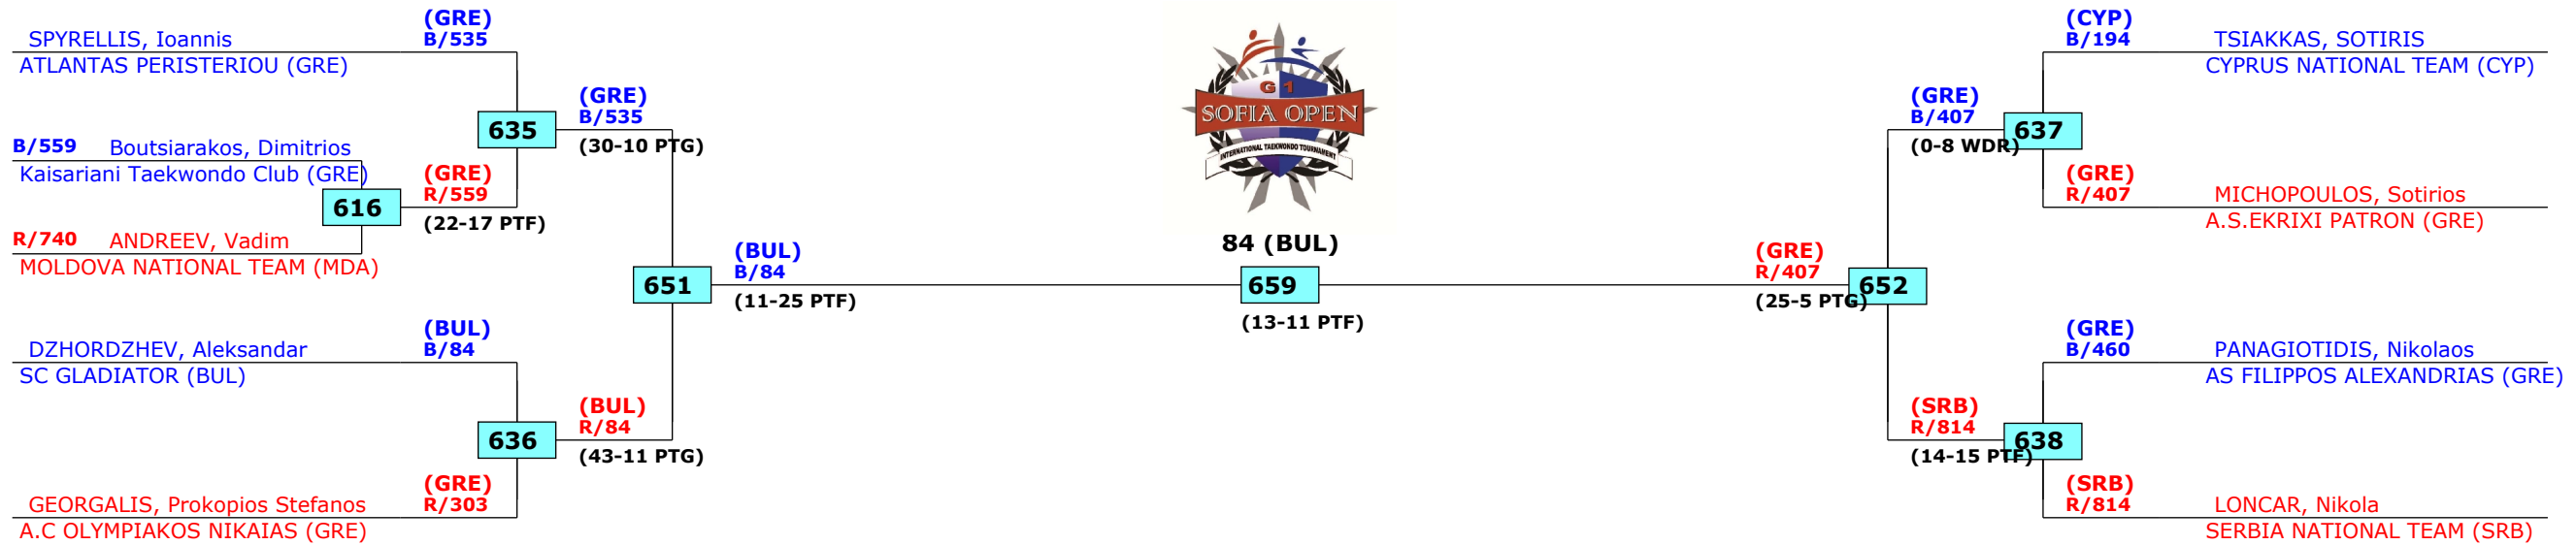 (GRE)
B/535
SPYRELLIS, Ioannis
ATLANTAS PERISTERIOU (GRE)
635
(GRE)
B/535
(30-10 PTG)
B/559 Boutsiarakos, Dimitrios
Kaisariani Taekwondo Club (GRE)
616
(GRE)
R/559
(22-17 PTF)
R/740 ANDREEV, Vadim
MOLDOVA NATIONAL TEAM (MDA)
651
(BUL)
B/84
(11-25 PTF)
(BUL)
B/84
DZHORDZHEV, Aleksandar
SC GLADIATOR (BUL)
636
(BUL)
R/84
(43-11 PTG)
(GRE)
R/303
GEORGALIS, Prokopios Stefanos
A.C OLYMPIAKOS NIKAIAS (GRE)
G 1
SOFIA OPEN
INTERNATIONAL TAEKWONDO TOURNAMENT
84 (BUL)
659
(13-11 PTF)
(GRE)
R/407
(25-5 PTG)
652
(GRE)
B/407
(0-8 WDR)
637
(CYP)
B/194
TSIAKKAS, SOTIRIS
CYPRUS NATIONAL TEAM (CYP)
(GRE)
R/407
MICHOPOULOS, Sotirios
A.S.EKRIXI PATRON (GRE)
(SRB)
R/814
(14-15 PTF)
638
(GRE)
B/460
PANAGIOTIDIS, Nikolaos
AS FILIPPOS ALEXANDRIAS (GRE)
(SRB)
R/814
LONCAR, Nikola
SERBIA NATIONAL TEAM (SRB)